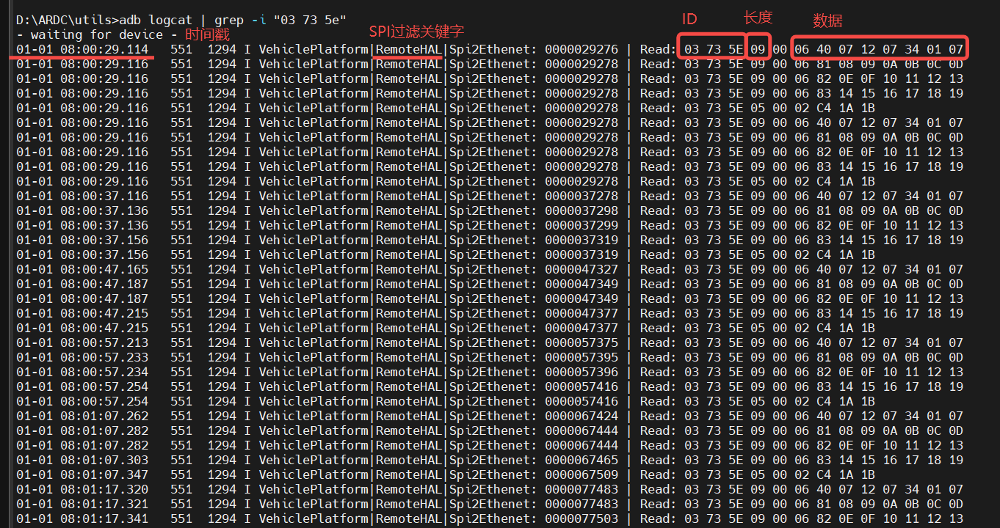 D:\ARDC\utils>adb logcat | grep -i "03 73 5e"
ID 长度 数据
- waiting for device - 时间戳 SPI过滤关键字
01-01 08:00:29.114 551 1294 I VehiclePlatform|RemoteHAL|Spi2Ethenet: 0000029276 | Read: 03 73 5E 09 00 06 40 07 12 07 34 01 07
01-01 08:00:29.116 551 1294 I VehiclePlatform|RemoteHAL|Spi2Ethenet: 0000029278 | Read: 03 73 5E 09 00 06 81 08 09 0A 0B 0C 0D
01-01 08:00:29.116 551 1294 I VehiclePlatform|RemoteHAL|Spi2Ethenet: 0000029278 | Read: 03 73 5E 09 00 06 82 0E 0F 10 11 12 13
01-01 08:00:29.116 551 1294 I VehiclePlatform|RemoteHAL|Spi2Ethenet: 0000029278 | Read: 03 73 5E 09 00 06 83 14 15 16 17 18 19
01-01 08:00:29.116 551 1294 I VehiclePlatform|RemoteHAL|Spi2Ethenet: 0000029278 | Read: 03 73 5E 05 00 02 C4 1A 1B
01-01 08:00:29.116 551 1294 I VehiclePlatform|RemoteHAL|Spi2Ethenet: 0000029278 | Read: 03 73 5E 09 00 06 40 07 12 07 34 01 07
01-01 08:00:29.116 551 1294 I VehiclePlatform|RemoteHAL|Spi2Ethenet: 0000029278 | Read: 03 73 5E 09 00 06 81 08 09 0A 0B 0C 0D
01-01 08:00:29.116 551 1294 I VehiclePlatform|RemoteHAL|Spi2Ethenet: 0000029278 | Read: 03 73 5E 09 00 06 82 0E 0F 10 11 12 13
01-01 08:00:29.116 551 1294 I VehiclePlatform|RemoteHAL|Spi2Ethenet: 0000029278 | Read: 03 73 5E 09 00 06 83 14 15 16 17 18 19
01-01 08:00:29.116 551 1294 I VehiclePlatform|RemoteHAL|Spi2Ethenet: 0000029278 | Read: 03 73 5E 05 00 02 C4 1A 1B
01-01 08:00:37.116 551 1294 I VehiclePlatform|RemoteHAL|Spi2Ethenet: 0000037278 | Read: 03 73 5E 09 00 06 40 07 12 07 34 01 07
01-01 08:00:37.136 551 1294 I VehiclePlatform|RemoteHAL|Spi2Ethenet: 0000037298 | Read: 03 73 5E 09 00 06 81 08 09 0A 0B 0C 0D
01-01 08:00:37.136 551 1294 I VehiclePlatform|RemoteHAL|Spi2Ethenet: 0000037299 | Read: 03 73 5E 09 00 06 82 0E 0F 10 11 12 13
01-01 08:00:37.156 551 1294 I VehiclePlatform|RemoteHAL|Spi2Ethenet: 0000037319 | Read: 03 73 5E 09 00 06 83 14 15 16 17 18 19
01-01 08:00:37.156 551 1294 I VehiclePlatform|RemoteHAL|Spi2Ethenet: 0000037319 | Read: 03 73 5E 05 00 02 C4 1A 1B
01-01 08:00:47.165 551 1294 I VehiclePlatform|RemoteHAL|Spi2Ethenet: 0000047327 | Read: 03 73 5E 09 00 06 40 07 12 07 34 01 07
01-01 08:00:47.187 551 1294 I VehiclePlatform|RemoteHAL|Spi2Ethenet: 0000047349 | Read: 03 73 5E 09 00 06 81 08 09 0A 0B 0C 0D
01-01 08:00:47.187 551 1294 I VehiclePlatform|RemoteHAL|Spi2Ethenet: 0000047349 | Read: 03 73 5E 09 00 06 82 0E 0F 10 11 12 13
01-01 08:00:47.215 551 1294 I VehiclePlatform|RemoteHAL|Spi2Ethenet: 0000047377 | Read: 03 73 5E 09 00 06 83 14 15 16 17 18 19
01-01 08:00:47.215 551 1294 I VehiclePlatform|RemoteHAL|Spi2Ethenet: 0000047377 | Read: 03 73 5E 05 00 02 C4 1A 1B
01-01 08:00:57.213 551 1294 I VehiclePlatform|RemoteHAL|Spi2Ethenet: 0000057375 | Read: 03 73 5E 09 00 06 40 07 12 07 34 01 07
01-01 08:00:57.233 551 1294 I VehiclePlatform|RemoteHAL|Spi2Ethenet: 0000057395 | Read: 03 73 5E 09 00 06 81 08 09 0A 0B 0C 0D
01-01 08:00:57.234 551 1294 I VehiclePlatform|RemoteHAL|Spi2Ethenet: 0000057396 | Read: 03 73 5E 09 00 06 82 0E 0F 10 11 12 13
01-01 08:00:57.254 551 1294 I VehiclePlatform|RemoteHAL|Spi2Ethenet: 0000057416 | Read: 03 73 5E 09 00 06 83 14 15 16 17 18 19
01-01 08:00:57.254 551 1294 I VehiclePlatform|RemoteHAL|Spi2Ethenet: 0000057416 | Read: 03 73 5E 05 00 02 C4 1A 1B
01-01 08:01:07.262 551 1294 I VehiclePlatform|RemoteHAL|Spi2Ethenet: 0000067424 | Read: 03 73 5E 09 00 06 40 07 12 07 34 01 07
01-01 08:01:07.282 551 1294 I VehiclePlatform|RemoteHAL|Spi2Ethenet: 0000067444 | Read: 03 73 5E 09 00 06 81 08 09 0A 0B 0C 0D
01-01 08:01:07.282 551 1294 I VehiclePlatform|RemoteHAL|Spi2Ethenet: 0000067444 | Read: 03 73 5E 09 00 06 82 0E 0F 10 11 12 13
01-01 08:01:07.303 551 1294 I VehiclePlatform|RemoteHAL|Spi2Ethenet: 0000067465 | Read: 03 73 5E 09 00 06 83 14 15 16 17 18 19
01-01 08:01:07.347 551 1294 I VehiclePlatform|RemoteHAL|Spi2Ethenet: 0000067509 | Read: 03 73 5E 05 00 02 C4 1A 1B
01-01 08:01:17.320 551 1294 I VehiclePlatform|RemoteHAL|Spi2Ethenet: 0000077483 | Read: 03 73 5E 09 00 06 40 07 12 07 34 01 07
01-01 08:01:17.321 551 1294 I VehiclePlatform|RemoteHAL|Spi2Ethenet: 0000077483 | Read: 03 73 5E 09 00 06 81 08 09 0A 0B 0C 0D
01-01 08:01:17.341 551 1294 I VehiclePlatform|RemoteHAL|Spi2Ethenet: 0000077503 | Read: 03 73 5E 09 00 06 82 0E 0F 10 11 12 13